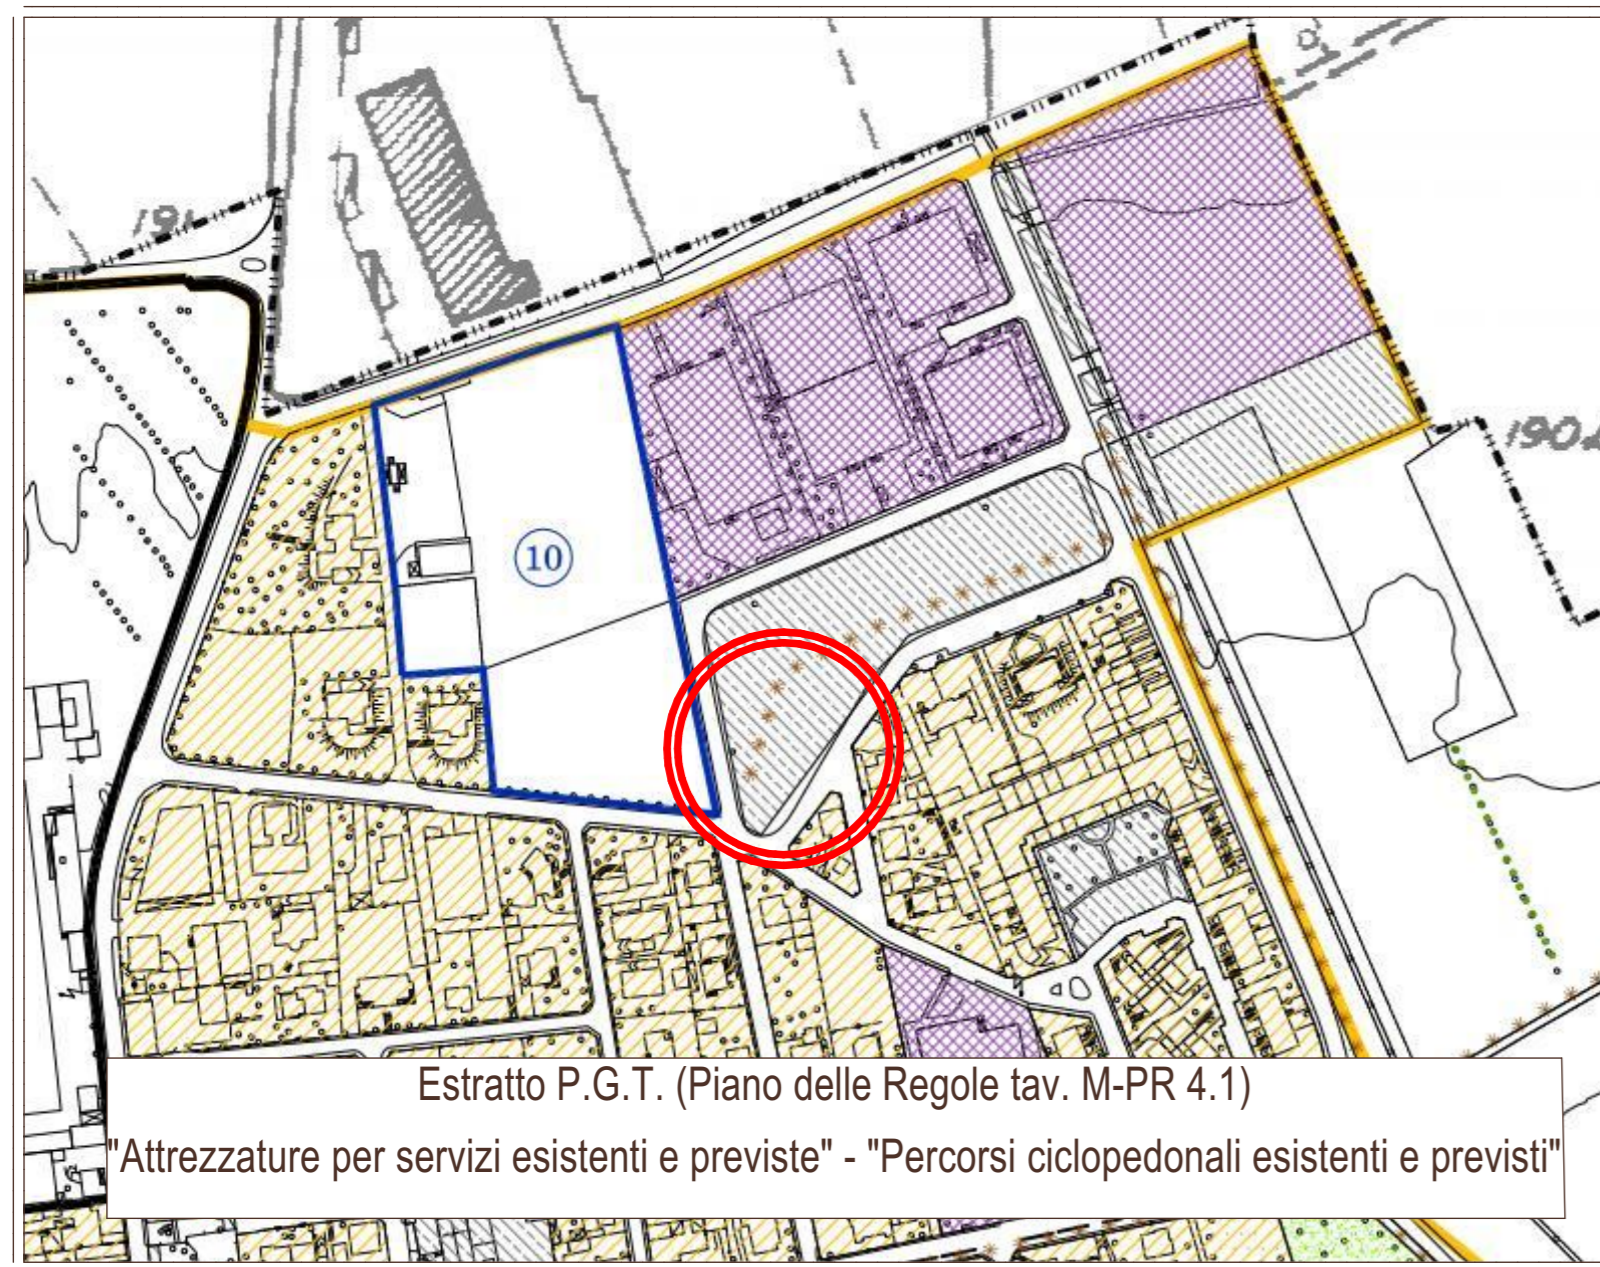 191
190.
10
Estratto P.G.T. (Piano delle Regole tav. M-PR 4.1)
"Attrezzature per servizi esistenti e previste" - "Percorsi ciclopedonali esistenti e previsti"